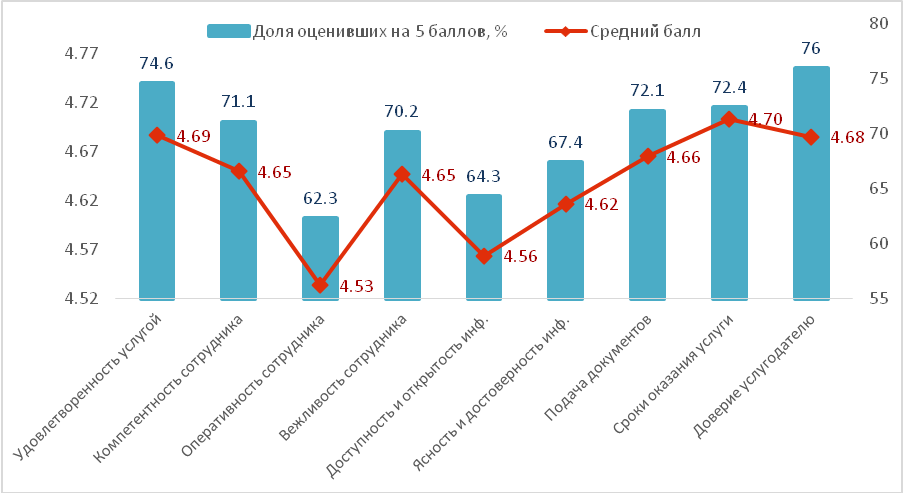 Доля оценивших на 5 баллов, %
Средний балл
4.77
4.72
4.67
4.62
4.57
4.52
80
75
70
65
60
55
74.6
71.1
62.3
70.2
64.3
67.4
72.1
72.4
76
4.69
4.65
4.53
4.65
4.56
4.62
4.66
4.70
4.68
Удовлетворенность услугой
Компетентность сотрудника
Оперативность сотрудника
Вежливость сотрудника
Доступность и открытость инф.
Ясность и достоверность инф.
Подача документов
Сроки оказания услуги
Доверие услугодателю